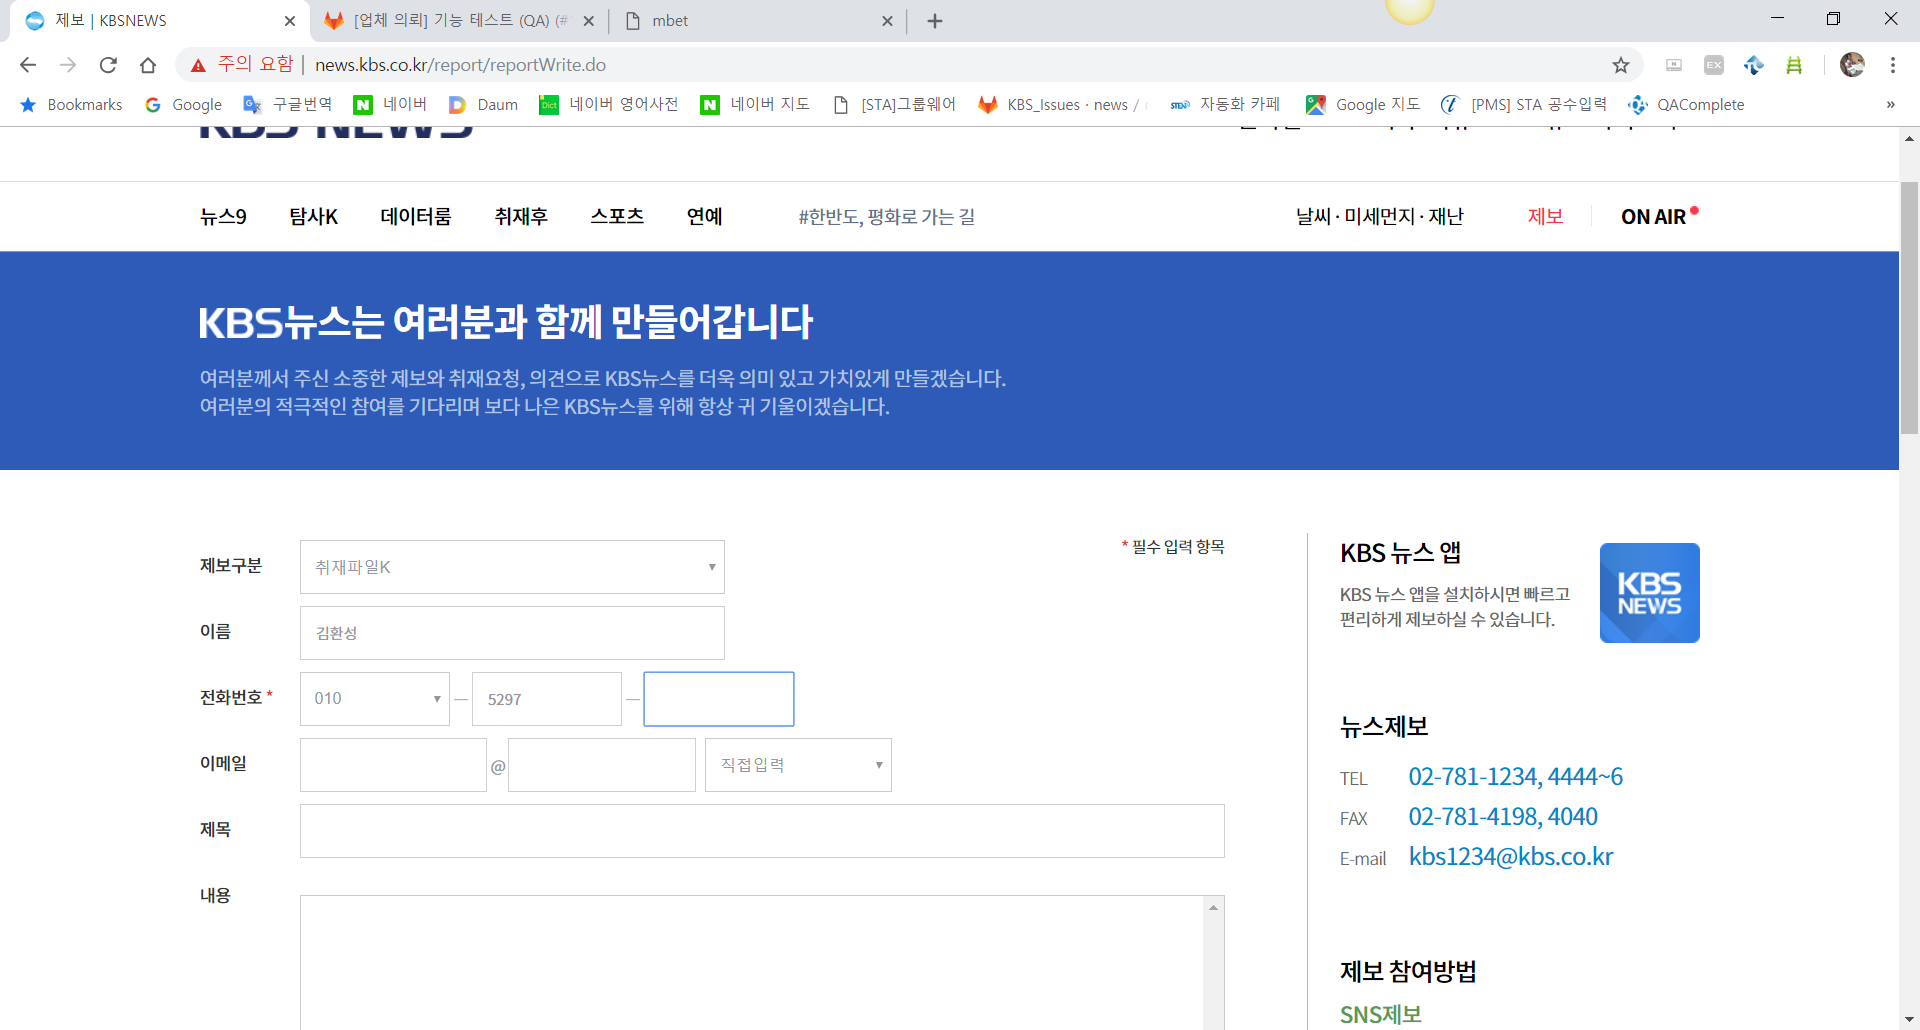 제보 | KBSNEWS
[업체 의뢰] 기능 테스트 (QA) (#
mbet
주의 요함 | news.kbs.co.kr/report/reportWrite.do
Bookmarks Google 구글번역 네이버 Daum 네이버 영어사전 네이버 지도 [STA]그룹웨어 KBS_Issues · news / 자동화 카페 Google 지도 [PMS] STA 공수입력 QAComplete »
KBS NEWS
뉴스9 탐사K 데이터룸 취재후 스포츠 연예 #한반도, 평화로 가는 길 날씨 · 미세먼지 · 재난 제보 ON AIR
KBS뉴스는 여러분과 함께 만들어갑니다
여러분께서 주신 소중한 제보와 취재요청, 의견으로 KBS뉴스를 더욱 의미 있고 가치있게 만들겠습니다.
여러분의 적극적인 참여를 기다리며 보다 나은 KBS뉴스를 위해 항상 귀 기울이겠습니다.
* 필수 입력 항목
제보구분 취재파일K
이름 김환성
전화번호 * 010 — 5297 —
이메일 @ 직접입력
제목
내용
KBS 뉴스 앱
KBS 뉴스 앱을 설치하시면 빠르고
편리하게 제보하실 수 있습니다.
KBS
NEWS
뉴스제보
TEL 02-781-1234, 4444~6
FAX 02-781-4198, 4040
E-mail kbs1234@kbs.co.kr
제보 참여방법
SNS제보